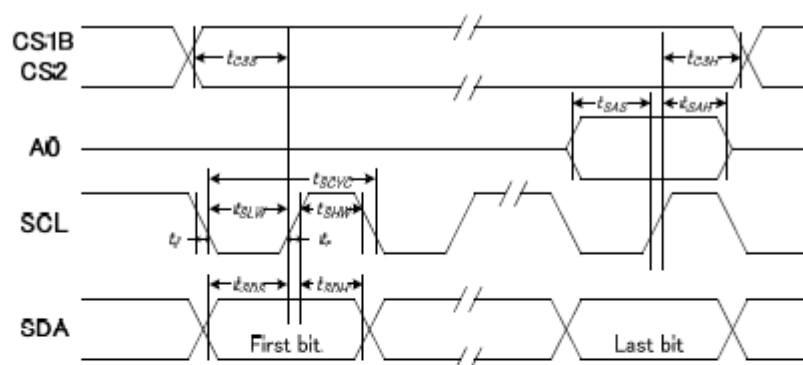 CS1B
CS2
tCSS
tCSH
A0
tSAS
tSAH
SCL
tSCYC
tSLW
tSHW
tf
tr
SDA
tSDS
tSDH
First bit.
Last bit